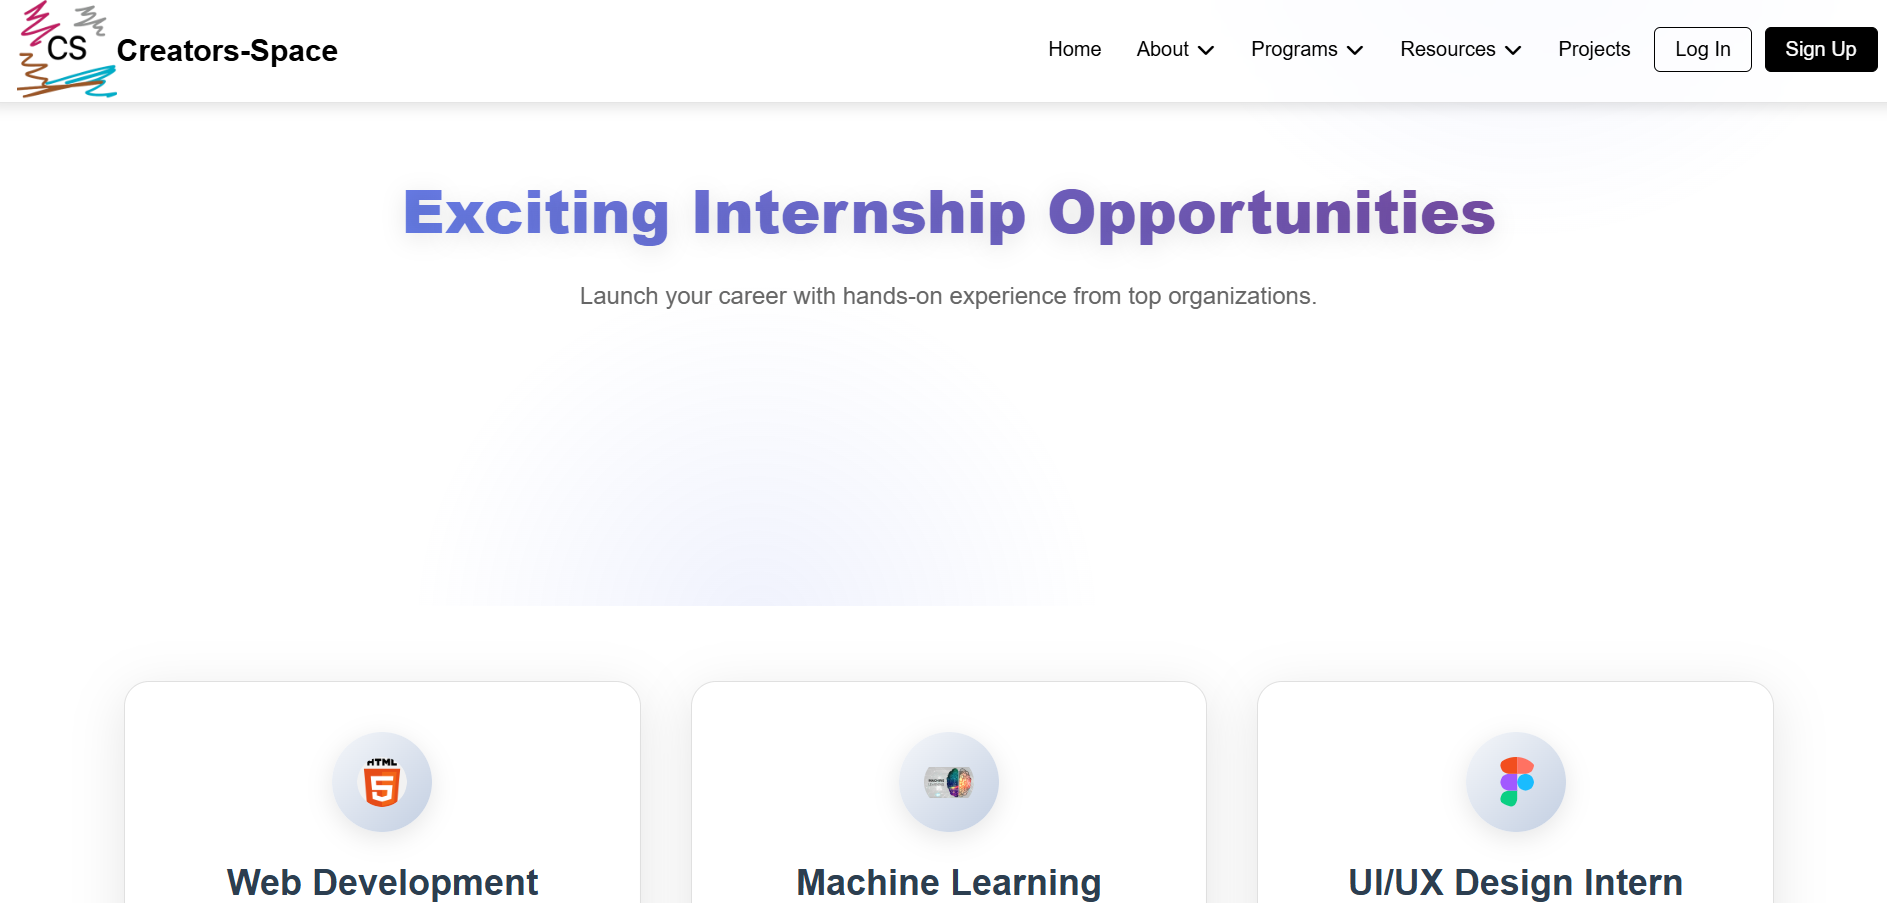 CS
Creators-Space
Home
About
Programs
Resources
Projects
Log In
Sign Up
Exciting Internship Opportunities
Launch your career with hands-on experience from top organizations.
HTML
5
MACHINE
Web Development
Machine Learning
UI/UX Design Intern